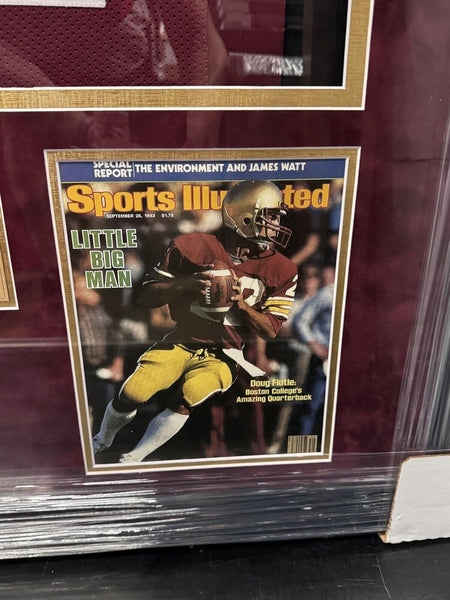 SPECIAL
REPORT THE ENVIRONMENT AND JAMES WATT
Sports Illustrated
SEPTEMBER 26, 1983 $1.75
LITTLE
BIG
MAN
Doug Flutie:
Boston College's
Amazing Quarterback